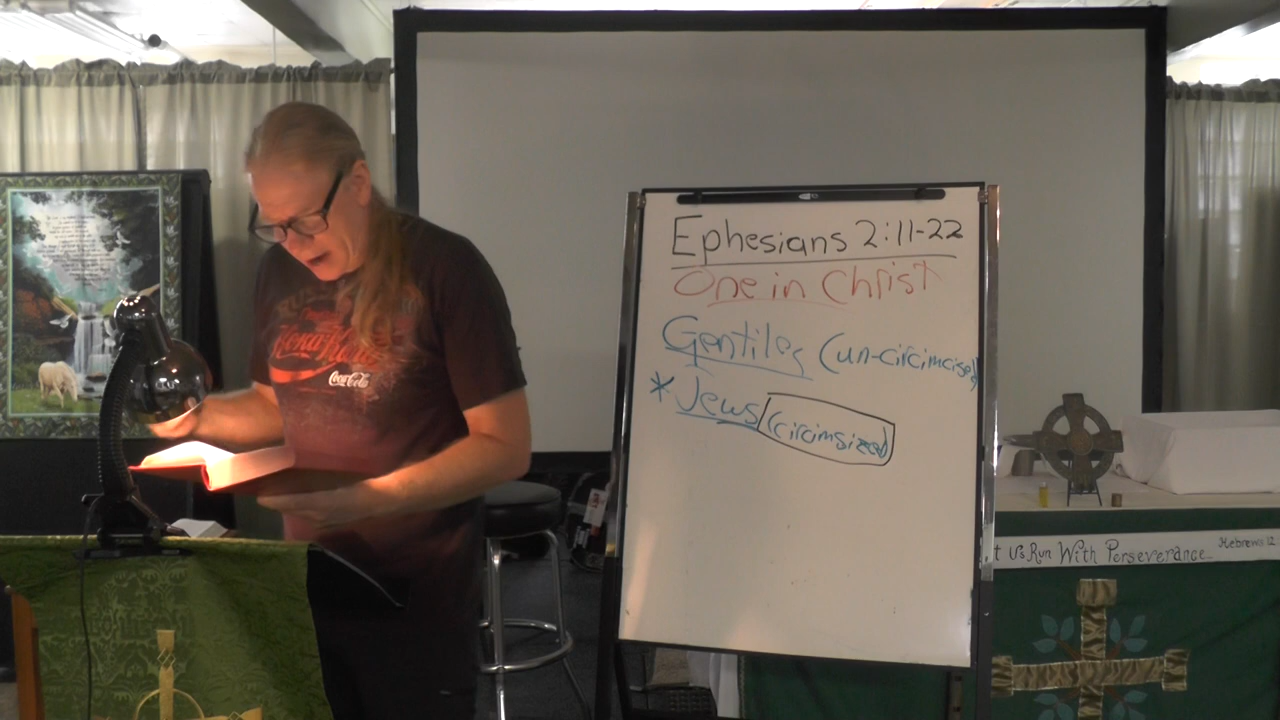 Ephesians 2:11-22
One in Christ
Gentiles (un-circimcised)
*Jews (circimsized)
Coca-Cola
t Us Run With Perseverance... Hebrews 12